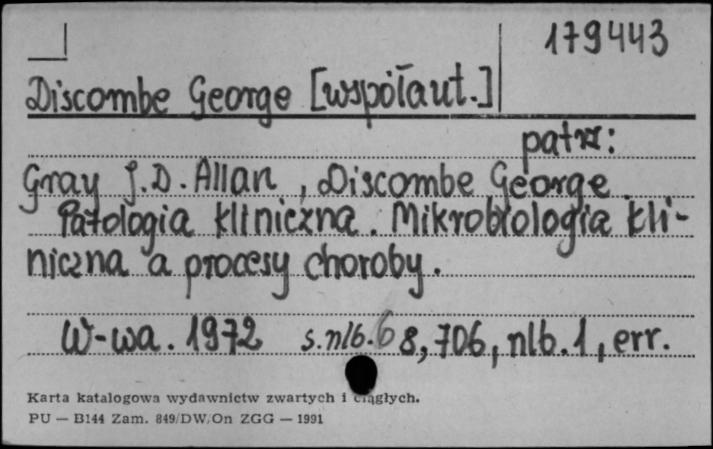 179443
Discombe George [współaut.]
patrz:
Gray J.D. Allan, Discombe George
Patologia kliniczna. Mikrobiologia kli-
niczna a procesy choroby.
W-wa. 1972 s.nlb. 6 8, 706, nlb. 1, err.
Karta katalogowa wydawnictw zwartych i ciągłych.
PU — B144 Zam. 849/DW/On ZGG — 1991